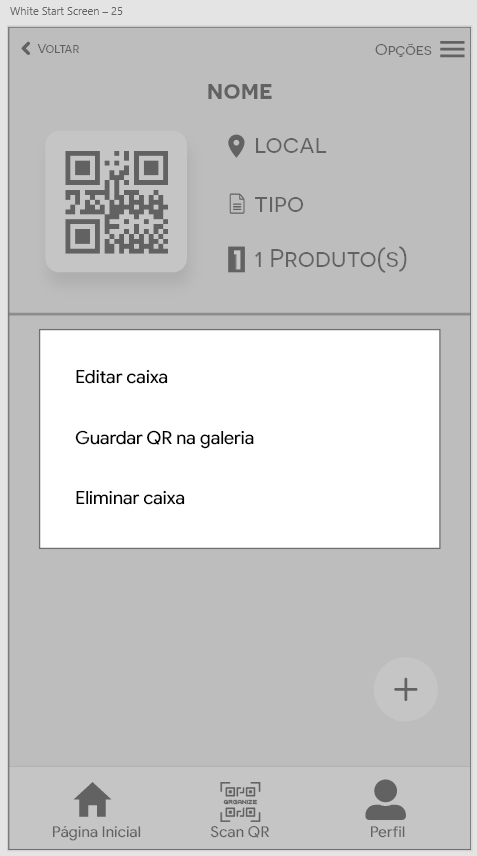 White Start Screen – 25
Voltar
Opções
NOME
LOCAL
TIPO
1 Produto(s)
Editar caixa
Guardar QR na galeria
Eliminar caixa
ORGANIZE
Página Inicial
Scan QR
Perfil